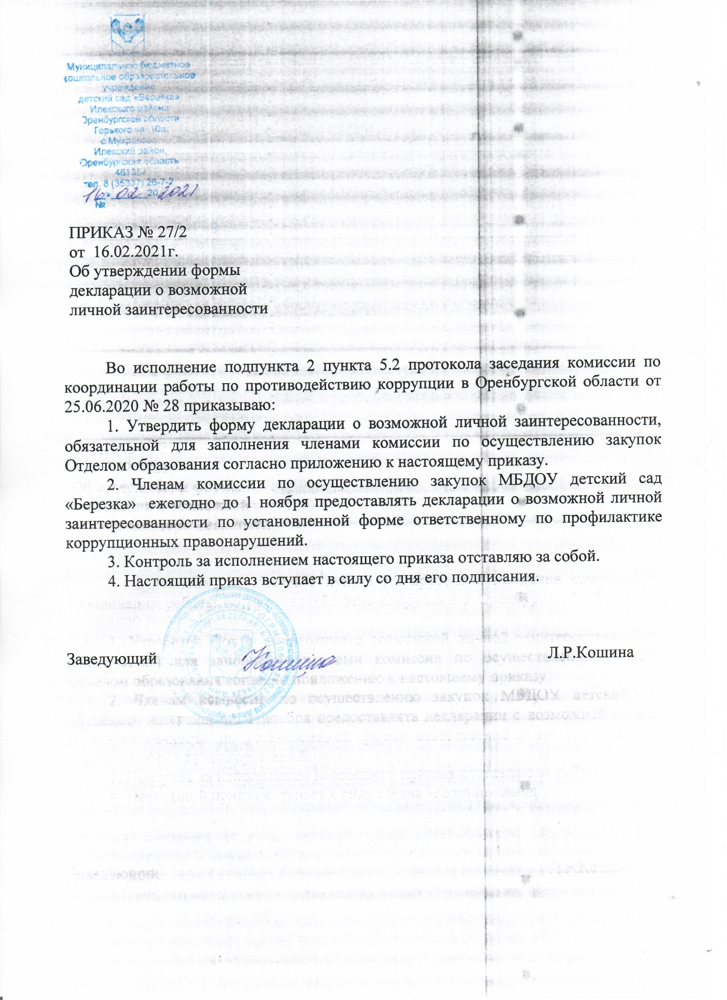 Муниципальное бюджетное
дошкольное образовательное
учреждение
детский сад «Березка»
Илекского района
Оренбургской области
Горького ул. 10а,
с.Мухраново
Илекский район,
Оренбургская область
461357
тел. 8 (35337) 26-7-2
16 » 02 20 2021
№
ПРИКАЗ № 27/2
от 16.02.2021г.
Об утверждении формы
декларации о возможной
личной заинтересованности
Во исполнение подпункта 2 пункта 5.2 протокола заседания комиссии по
координации работы по противодействию коррупции в Оренбургской области от
25.06.2020 № 28 приказываю:
1. Утвердить форму декларации о возможной личной заинтересованности,
обязательной для заполнения членами комиссии по осуществлению закупок
Отделом образования согласно приложению к настоящему приказу.
2. Членам комиссии по осуществлению закупок МБДОУ детский сад
«Березка» ежегодно до 1 ноября предоставлять декларации о возможной личной
заинтересованности по установленной форме ответственному по профилактике
коррупционных правонарушений.
3. Контроль за исполнением настоящего приказа отставляю за собой.
4. Настоящий приказ вступает в силу со дня его подписания.
Заведующий Кошина Л.Р.Кошина